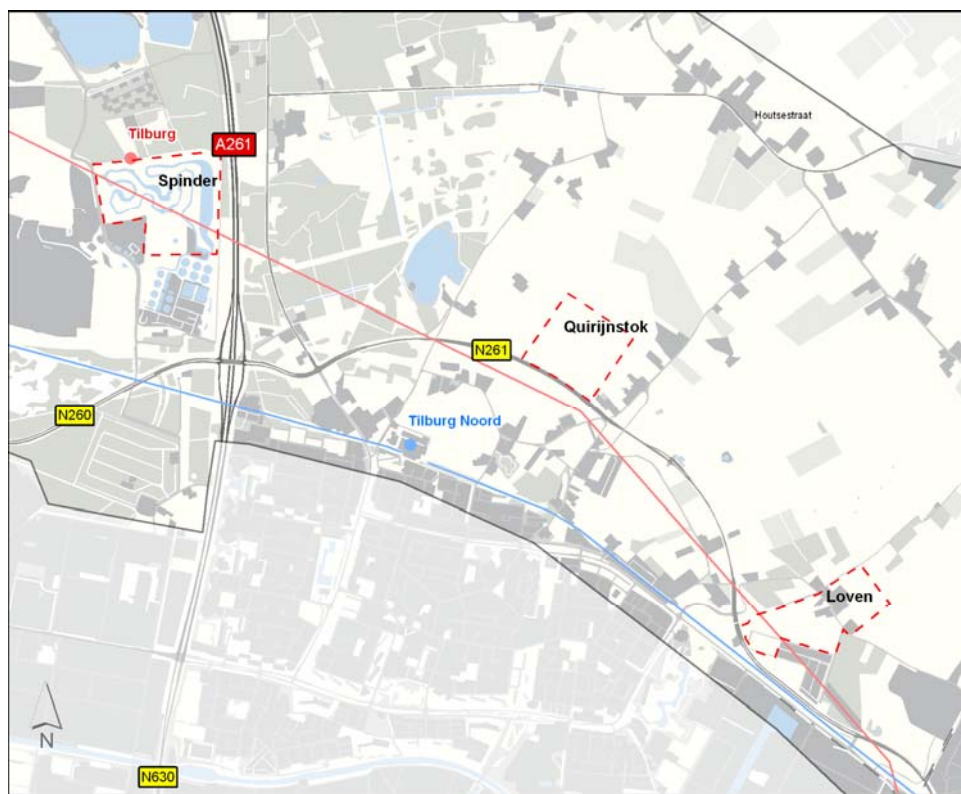 Houtsestraat
Tilburg
A261
Spinder
Quirijnstok
N261
N260
Tilburg Noord
Loven
N
N630